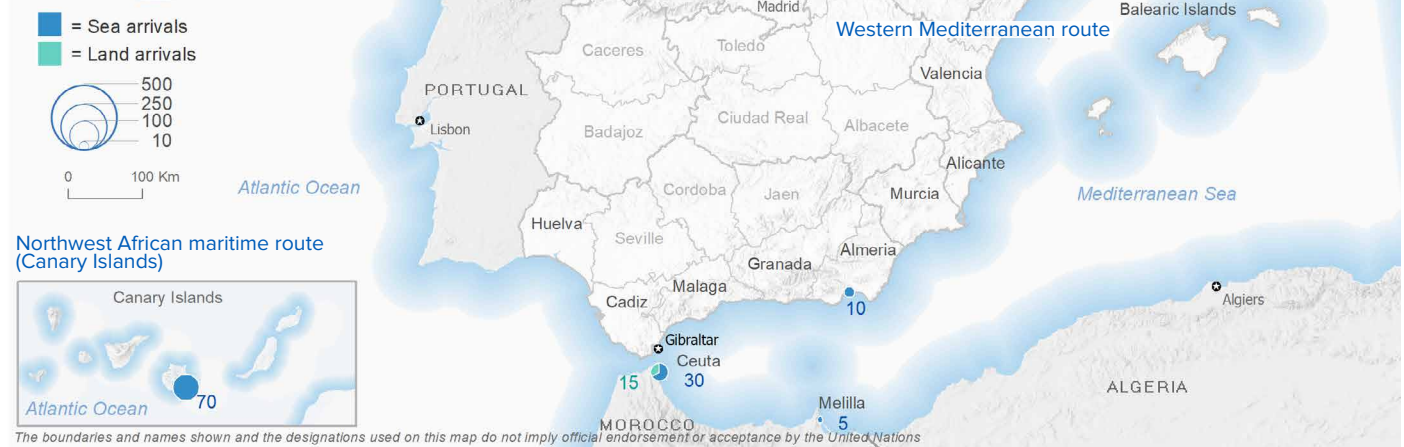 = Sea arrivals
= Land arrivals
500
250
100
10
0 100 Km
Madrid
Western Mediterranean route
Balearic Islands
Caceres
Toledo
Valencia
PORTUGAL
Lisbon
Badajoz
Ciudad Real
Albacete
Alicante
Atlantic Ocean
Cordoba
Jaen
Murcia
Mediterranean Sea
Huelva
Seville
Almeria
Granada
Malaga
Cadiz
10
Algiers
Gibraltar
Ceuta
15
30
ALGERIA
Melilla
5
MOROCCO
Northwest African maritime route
(Canary Islands)
Canary Islands
70
Atlantic Ocean
The boundaries and names shown and the designations used on this map do not imply official endorsement or acceptance by the United Nations